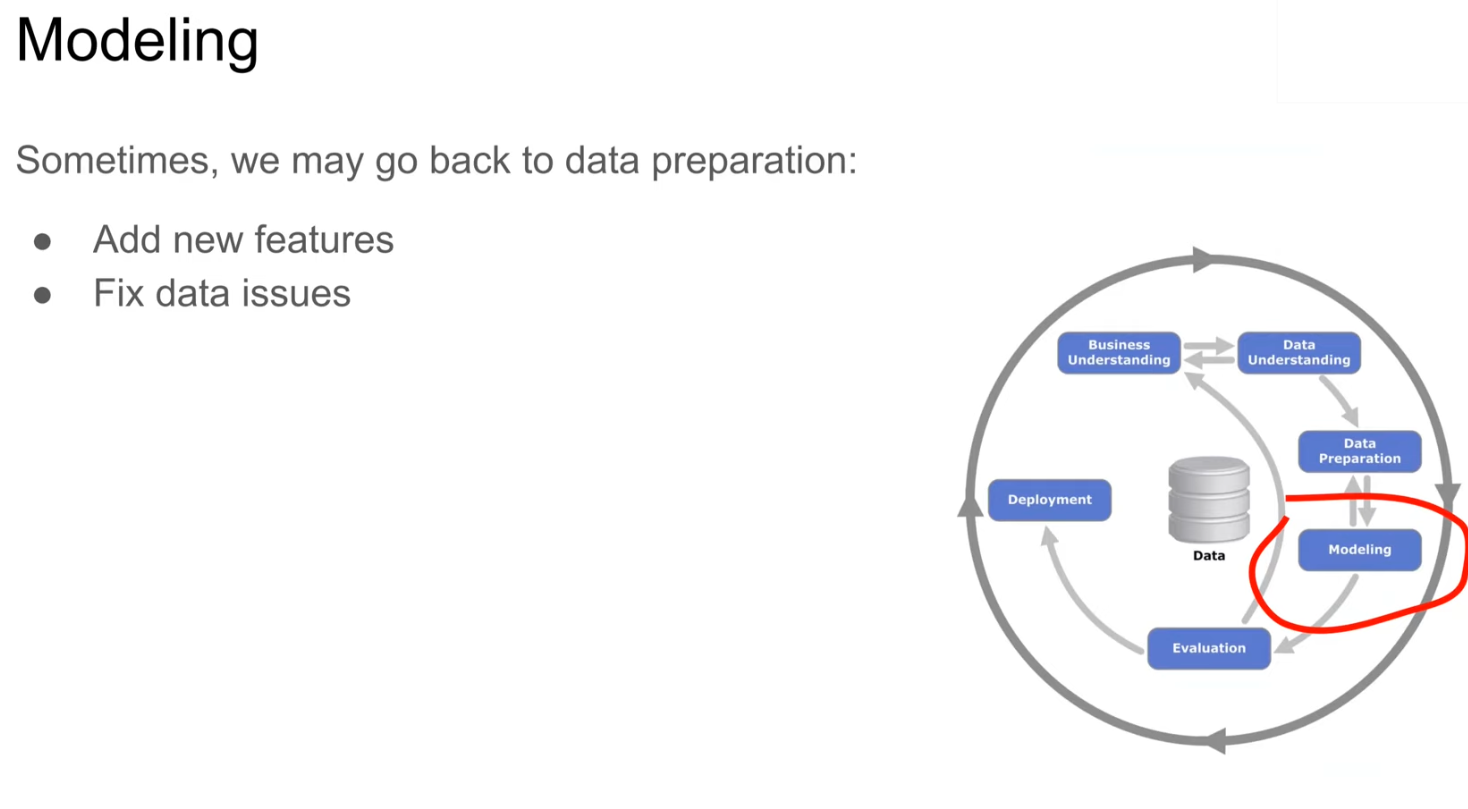 Modeling
Sometimes, we may go back to data preparation:
● Add new features
● Fix data issues
Business
Understanding
Data
Understanding
Data
Preparation
Deployment
Data
Modeling
Evaluation